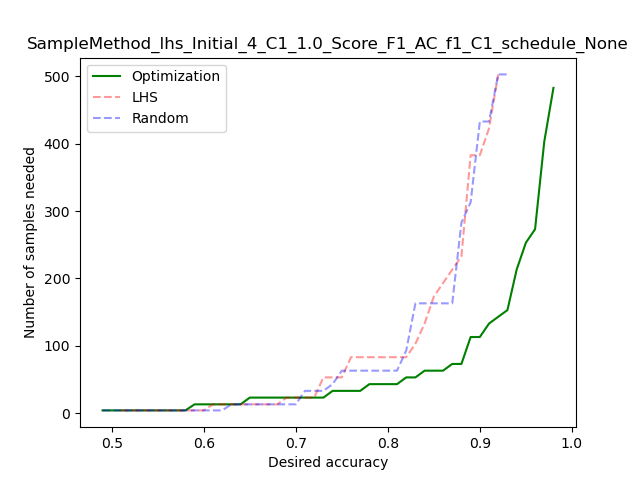 SampleMethod_lhs_Initial_4_C1_1.0_Score_F1_AC_f1_C1_schedule_None
Optimization
LHS
Random
Number of samples needed
500
400
300
200
100
0
0.5 0.6 0.7 0.8 0.9 1.0
Desired accuracy